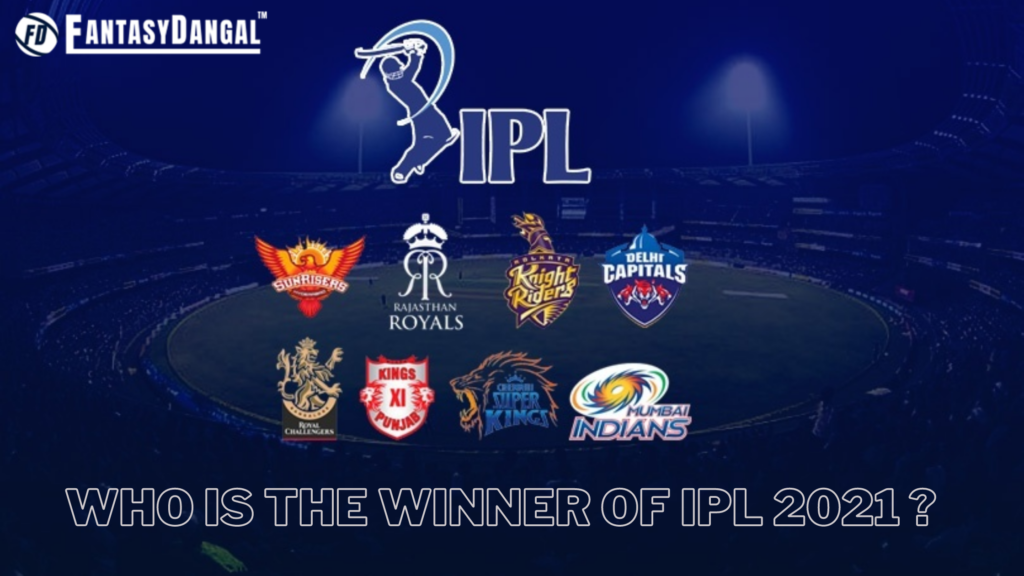 FD FANTASYDANGAL™
IPL
SUNRISERS
RAJASTHAN
ROYALS
KOLKATA
Knight
Riders
DELHI
CAPITALS
ROYAL
CHALLENGERS
KINGS
XI
PUNJAB
CHENNAI
SUPER
KINGS
MUMBAI
INDIANS
WHO IS THE WINNER OF IPL 2021 ?